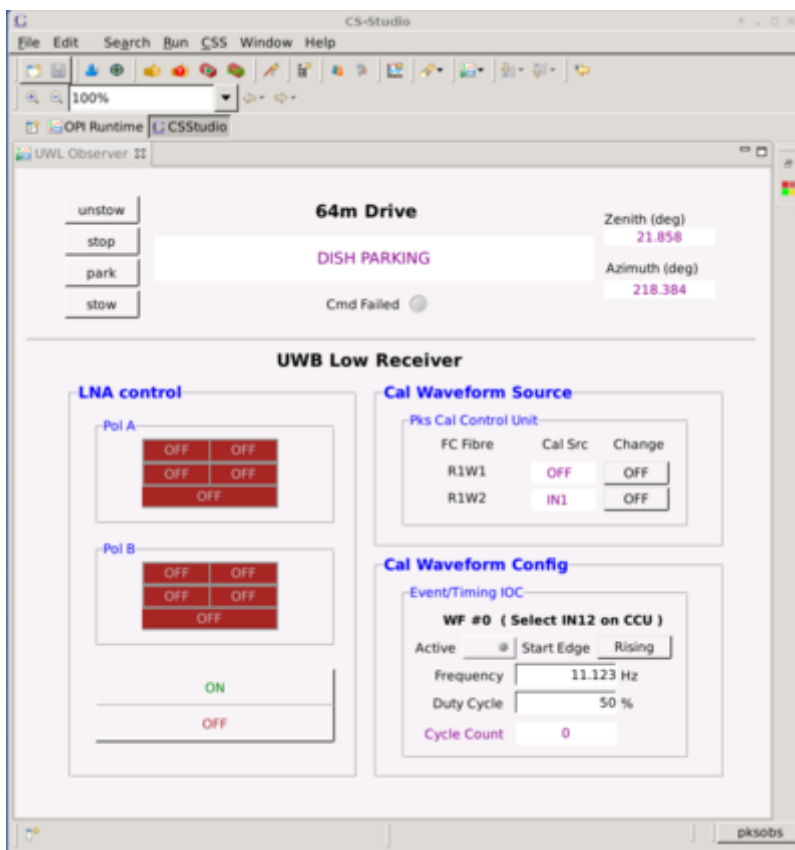 CS-Studio
File Edit Search Run CSS Window Help
100%
OPI Runtime CSStudio
UWL Observer
unstow
stop
park
stow
64m Drive
DISH PARKING
Cmd Failed
Zenith (deg)
21.858
Azimuth (deg)
218.384
UWB Low Receiver
LNA control
Pol A
OFF OFF
OFF OFF
OFF
Pol B
OFF OFF
OFF OFF
OFF
ON
OFF
Cal Waveform Source
Pks Cal Control Unit
FC Fibre Cal Src Change
R1W1 OFF OFF
R1W2 IN1 OFF
Cal Waveform Config
Event/Timing IOC
WF #0 ( Select IN12 on CCU )
Active Start Edge Rising
Frequency 11.123 Hz
Duty Cycle 50 %
Cycle Count 0
pksobs